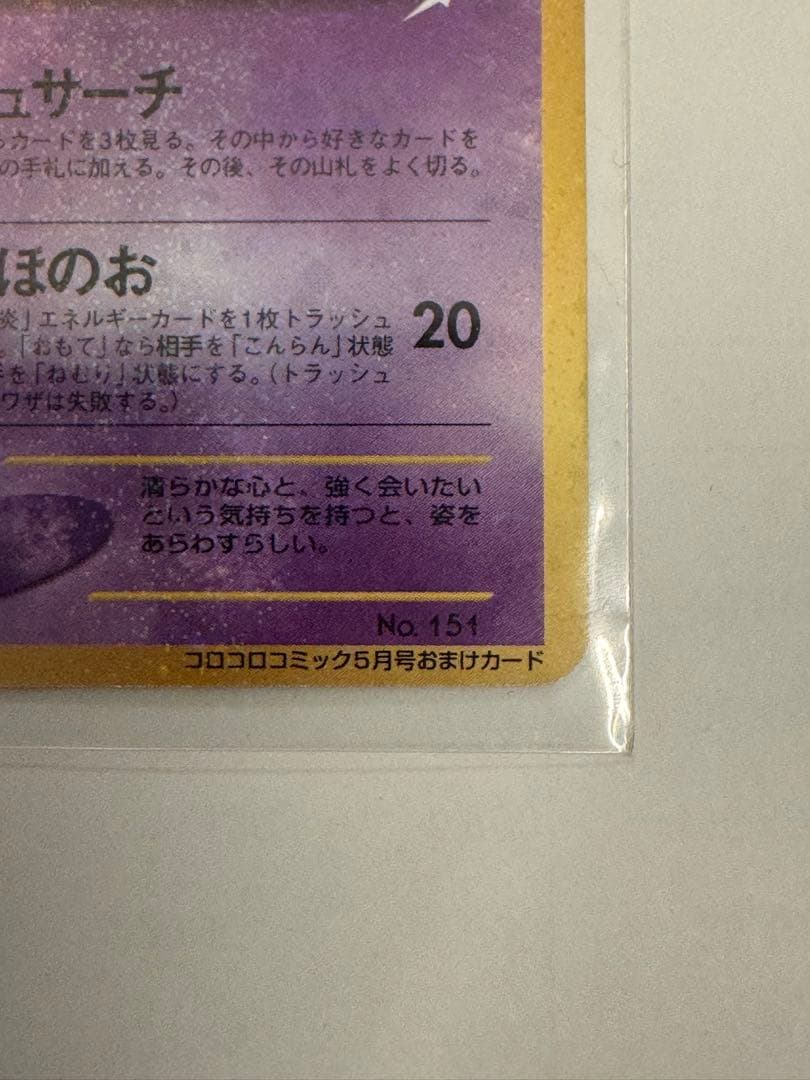 ュサーチ
カードを3枚見る。その中から好きなカードを
の手札に加える。その後、その山札をよく切る。
ほのお
炎」エネルギーカードを1枚トラッシュ
。「おもて」なら相手を「こんらん」状態
手を「ねむり」状態にする。(トラッシュ
ワザは失敗する。)
20
清らかな心と、強く会いたい
という気持ちを持つと、姿を
あらわすらしい。
No. 151
コロコロコミック5月号おまけカード